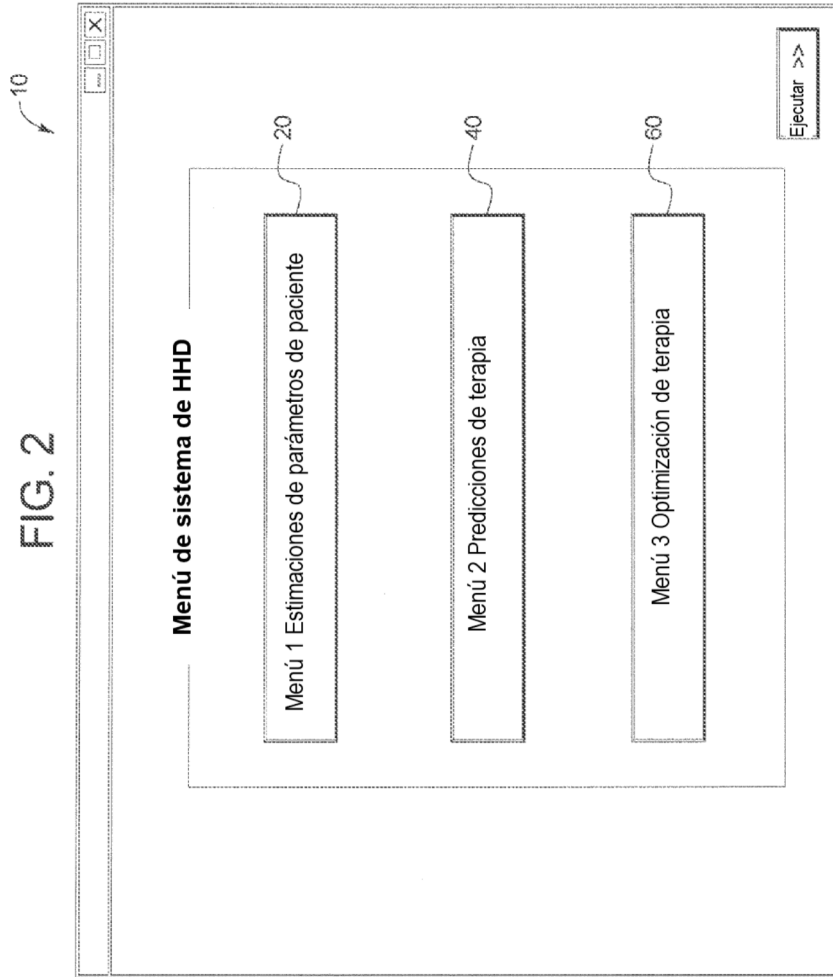 FIG. 2
10
Menú de sistema de HHD
Menú 1 Estimaciones de parámetros de paciente
20
Menú 2 Predicciones de terapia
40
Menú 3 Optimización de terapia
60
Ejecutar >>